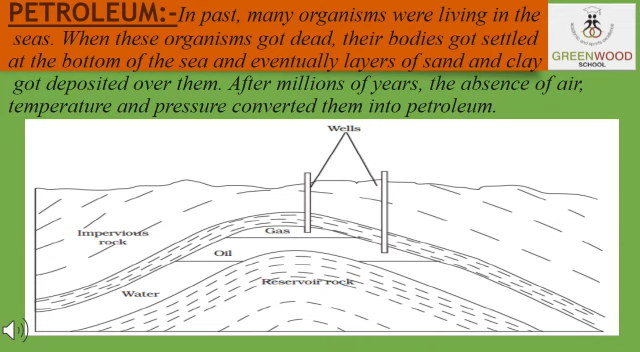 PETROLEUM:-In past, many organisms were living in the
seas. When these organisms got dead, their bodies got settled
at the bottom of the sea and eventually layers of sand and clay
got deposited over them. After millions of years, the absence of air,
temperature and pressure converted them into petroleum.
GREENWOOD
SCHOOL
Wells
Impervious
rock
Gas
Oil
Water
Reservoir rock